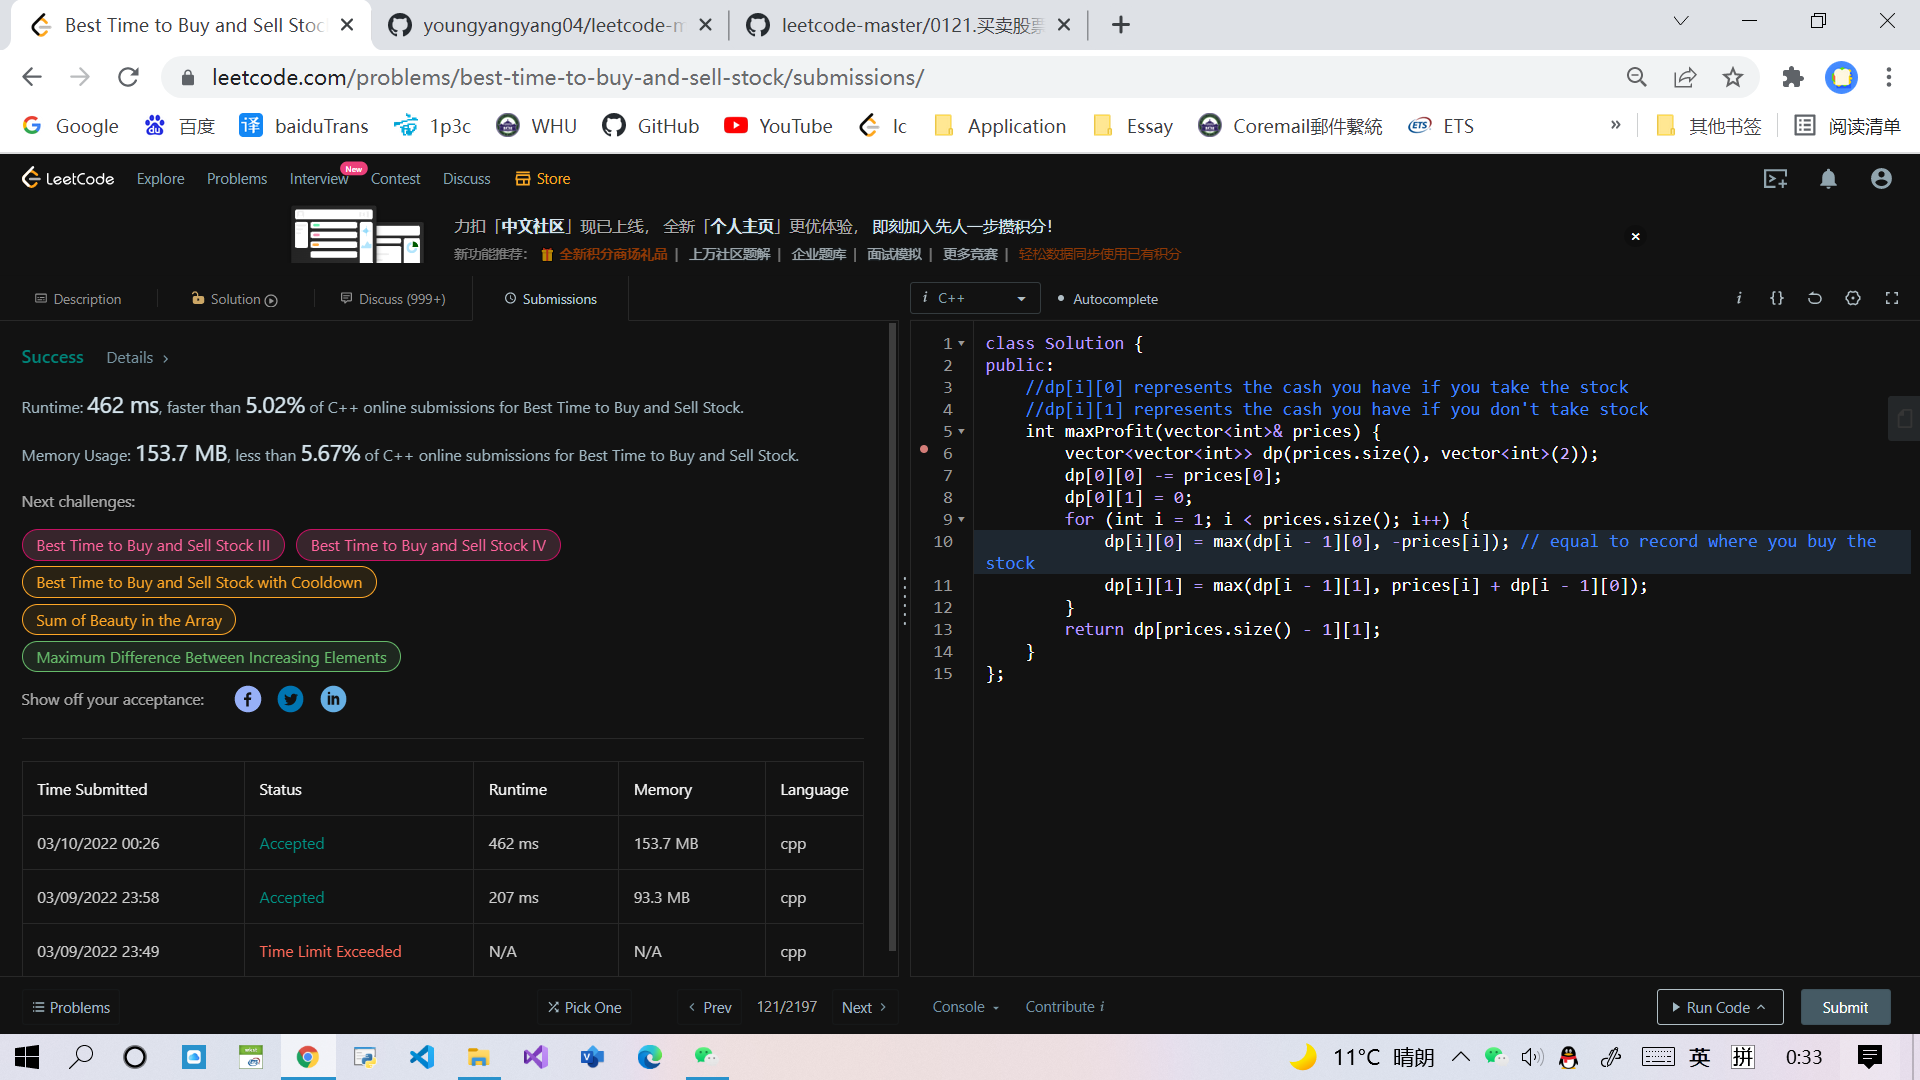 Best Time to Buy and Sell Stoc
youngyangyang04/leetcode-m
leetcode-master/0121.买卖股票
leetcode.com/problems/best-time-to-buy-and-sell-stock/submissions/
Google 百度 baiduTrans 1p3c WHU GitHub YouTube lc Application Essay Coremail郵件繫統 ETS » 其他书签 阅读清单
LeetCode Explore Problems Interview New Contest Discuss Store
力扣「中文社区」现已上线， 全新「个人主页」更优体验， 即刻加入先人一步攒积分！
新功能推荐： 全新积分商场礼品 | 上万社区题解 | 企业题库 | 面试模拟 | 更多竞赛 | 轻松数据同步使用已有积分
Description Solution Discuss (999+) Submissions
i C++ Autocomplete i {}
Success Details >
Runtime: 462 ms, faster than 5.02% of C++ online submissions for Best Time to Buy and Sell Stock.
Memory Usage: 153.7 MB, less than 5.67% of C++ online submissions for Best Time to Buy and Sell Stock.
Next challenges:
Best Time to Buy and Sell Stock III
Best Time to Buy and Sell Stock IV
Best Time to Buy and Sell Stock with Cooldown
Sum of Beauty in the Array
Maximum Difference Between Increasing Elements
Show off your acceptance:
Time Submitted Status Runtime Memory Language
03/10/2022 00:26 Accepted 462 ms 153.7 MB cpp
03/09/2022 23:58 Accepted 207 ms 93.3 MB cpp
03/09/2022 23:49 Time Limit Exceeded N/A N/A cpp
1 class Solution {
2 public:
3 //dp[i][0] represents the cash you have if you take the stock
4 //dp[i][1] represents the cash you have if you don't take stock
5 int maxProfit(vector<int>& prices) {
6 vector<vector<int>> dp(prices.size(), vector<int>(2));
7 dp[0][0] -= prices[0];
8 dp[0][1] = 0;
9 for (int i = 1; i < prices.size(); i++) {
10 dp[i][0] = max(dp[i - 1][0], -prices[i]); // equal to record where you buy the
stock
11 dp[i][1] = max(dp[i - 1][1], prices[i] + dp[i - 1][0]);
12 }
13 return dp[prices.size() - 1][1];
14 }
15 };
Problems Pick One < Prev 121/2197 Next > Console Contribute i Run Code Submit
11°C 晴朗 英 拼 0:33